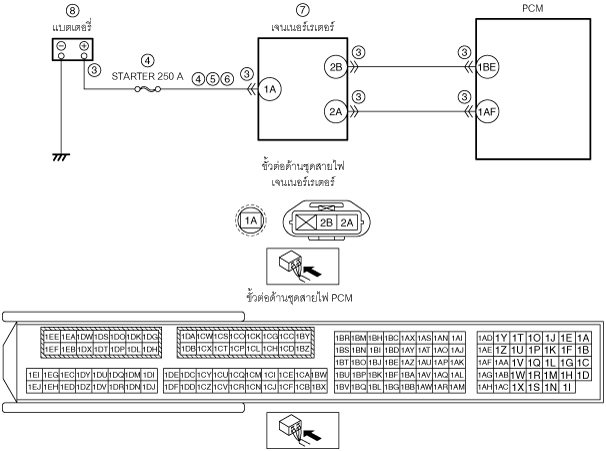 ⑧
แบตเตอรี่
⑦
เจนเนอร์เรเตอร์
PCM
⊖ ⊕
③
④
STARTER 250 A
④⑤⑥ ③
1A
2B ③ ③ 1BE
2A ③ ③ 1AF
ขั้วต่อด้านชุดสายไฟ
เจนเนอร์เรเตอร์
1A
2B 2A
ขั้วต่อด้านชุดสายไฟ PCM
1EE 1EA 1DW 1DS 1DO 1DK 1DG 1DA 1CW 1CS 1CO 1CK 1CG 1CC 1BY
1EF 1EB 1DX 1DT 1DP 1DL 1DH 1DB 1CX 1CT 1CP 1CL 1CH 1CD 1BZ
1EI 1EG 1EC 1DY 1DU 1DQ 1DM 1DI 1DE 1DC 1CY 1CU 1CQ 1CM 1CI 1CE 1CA 1BW
1EJ 1EH 1ED 1DZ 1DV 1DR 1DN 1DJ 1DF 1DD 1CZ 1CV 1CR 1CN 1CJ 1CF 1CB 1BX
1BR 1BM 1BH 1BC 1AX 1AS 1AN 1AI
1BS 1BN 1BI 1BD 1AY 1AT 1AO 1AJ
1BT 1BO 1BJ 1BE 1AZ 1AU 1AP 1AK
1BU 1BP 1BK 1BF 1BA 1AV 1AQ 1AL
1BV 1BQ 1BL 1BG 1BB 1AW 1AR 1AM
1AD 1Y 1T 1O 1J 1E 1A
1AE 1Z 1U 1P 1K 1F 1B
1AF 1AA 1V 1Q 1L 1G 1C
1AG 1AB 1W 1R 1M 1H 1D
1AH 1AC 1X 1S 1N 1I